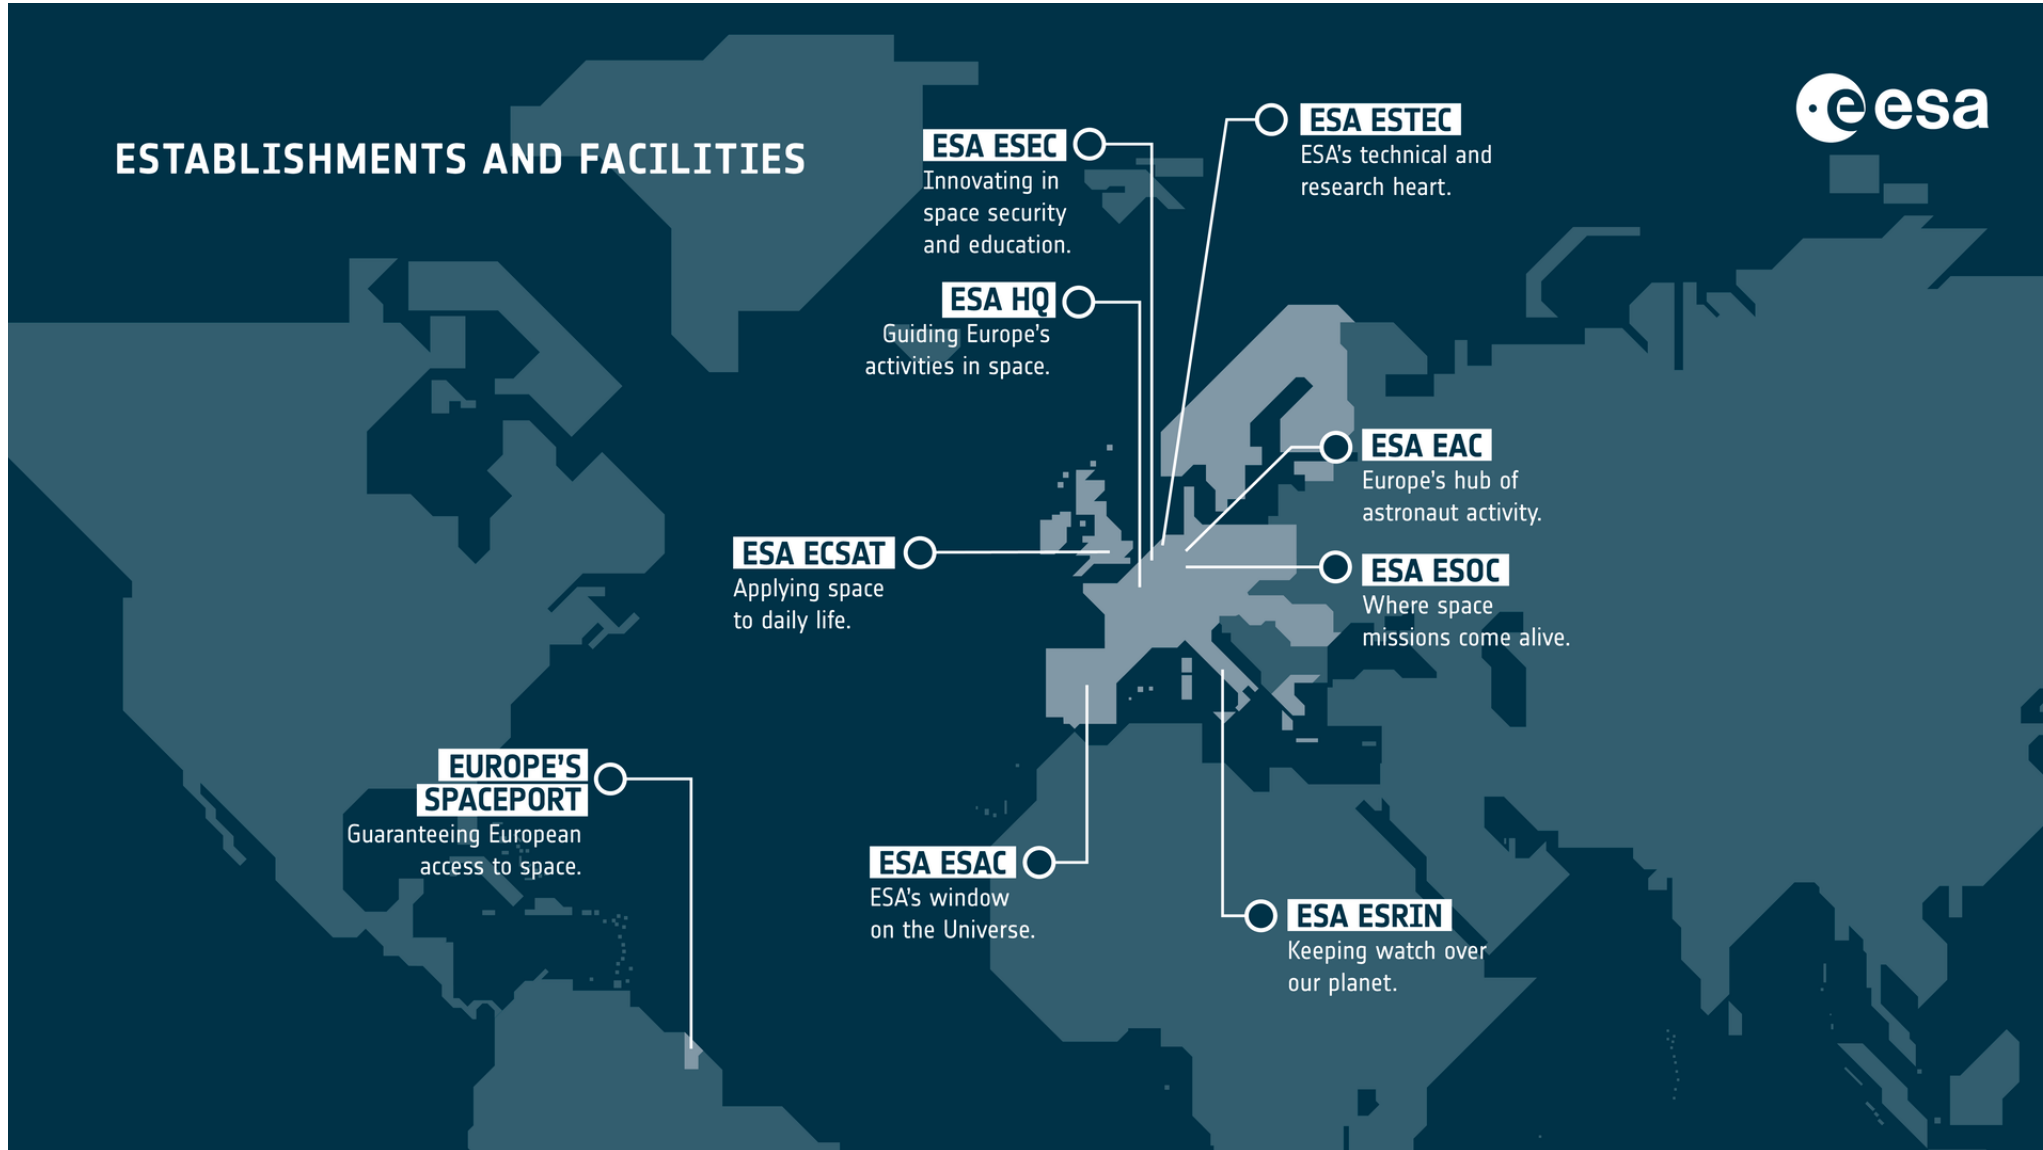 ESTABLISHMENTS AND FACILITIES
esa
ESA ESEC
Innovating in
space security
and education.
ESA ESTEC
ESA's technical and
research heart.
ESA HQ
Guiding Europe's
activities in space.
ESA EAC
Europe's hub of
astronaut activity.
ESA ECSAT
Applying space
to daily life.
ESA ESOC
Where space
missions come alive.
EUROPE'S
SPACEPORT
Guaranteeing European
access to space.
ESA ESAC
ESA's window
on the Universe.
ESA ESRIN
Keeping watch over
our planet.